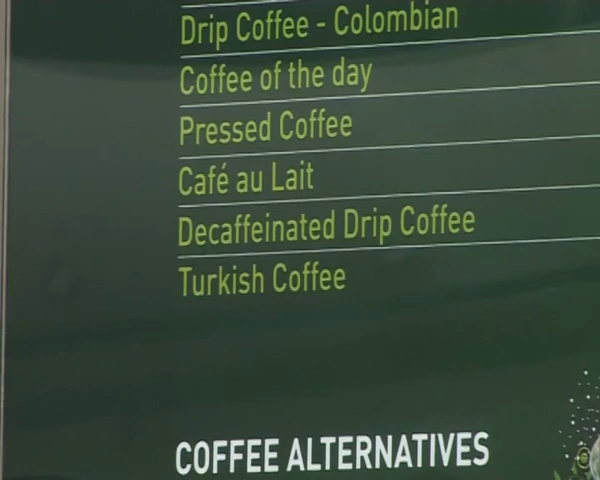 Drip Coffee - Colombian
Coffee of the day
Pressed Coffee
Café au Lait
Decaffeinated Drip Coffee
Turkish Coffee
COFFEE ALTERNATIVES